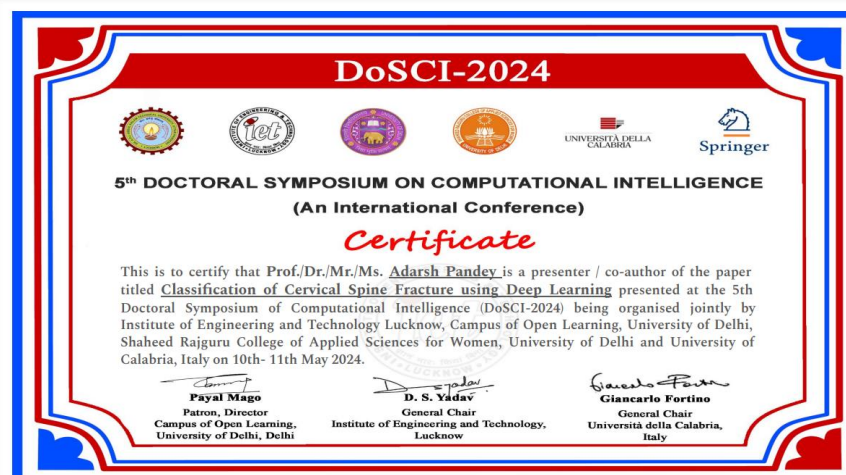 DoSCI-2024
iet
UNIVERSITÀ DELLA
CALABRIA
Springer
5th DOCTORAL SYMPOSIUM ON COMPUTATIONAL INTELLIGENCE
(An International Conference)
Certificate
This is to certify that Prof./Dr./Mr./Ms. Adarsh Pandey is a presenter / co-author of the paper
titled Classification of Cervical Spine Fracture using Deep Learning presented at the 5th
Doctoral Symposium of Computational Intelligence (DoSCI-2024) being organised jointly by
Institute of Engineering and Technology Lucknow, Campus of Open Learning, University of Delhi,
Shaheed Rajguru College of Applied Sciences for Women, University of Delhi and University of
Calabria, Italy on 10th- 11th May 2024.
Payal Mago
Patron, Director
Campus of Open Learning,
University of Delhi, Delhi
D. S. Yadav
General Chair
Institute of Engineering and Technology,
Lucknow
Giancarlo Fortino
General Chair
Università della Calabria,
Italy